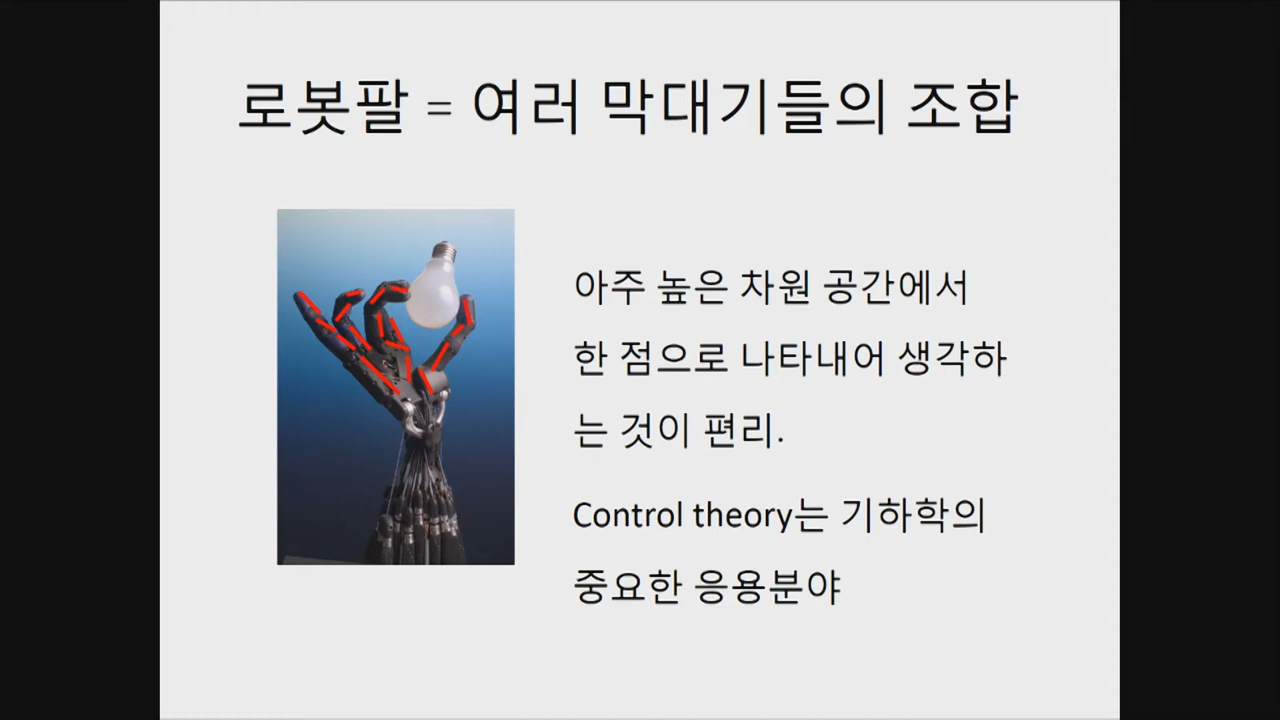 로봇팔 = 여러 막대기들의 조합
아주 높은 차원 공간에서
한 점으로 나타내어 생각하
는 것이 편리.
Control theory는 기하학의
중요한 응용분야